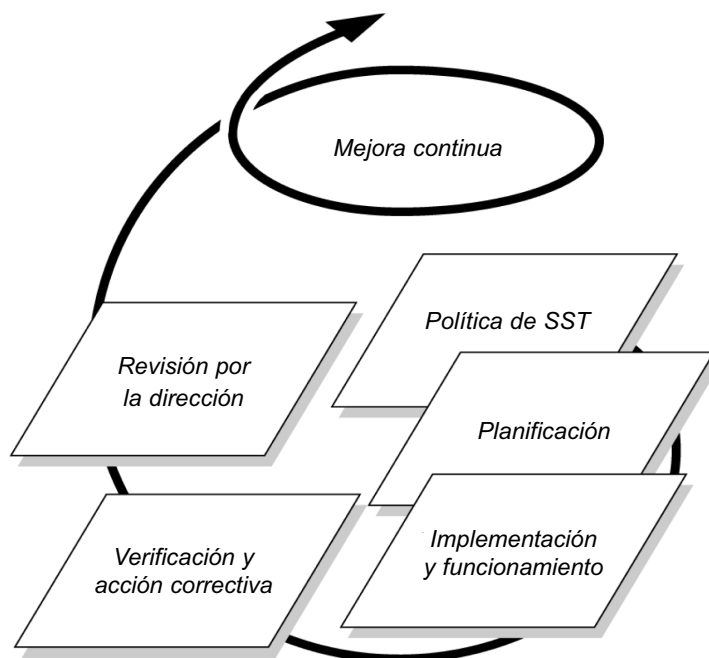 Mejora continua
Política de SST
Revisión por
la dirección
Planificación
Implementación
y funcionamiento
Verificación y
acción correctiva